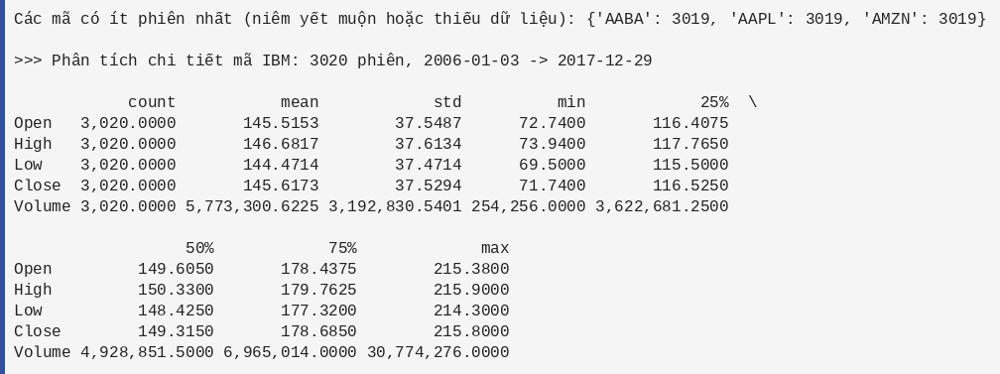 Các mã có ít phiên nhất (niêm yết muộn hoặc thiếu dữ liệu): {'AABA': 3019, 'AAPL': 3019, 'AMZN': 3019}
>>> Phân tích chi tiết mã IBM: 3020 phiên, 2006-01-03 -> 2017-12-29
count mean std min 25% \
Open 3,020.0000 145.5153 37.5487 72.7400 116.4075
High 3,020.0000 146.6817 37.6134 73.9400 117.7650
Low 3,020.0000 144.4714 37.4714 69.5000 115.5000
Close 3,020.0000 145.6173 37.5294 71.7400 116.5250
Volume 3,020.0000 5,773,300.6225 3,192,830.5401 254,256.0000 3,622,681.2500
50% 75% max
Open 149.6050 178.4375 215.3800
High 150.3300 179.7625 215.9000
Low 148.4250 177.3200 214.3000
Close 149.3150 178.6850 215.8000
Volume 4,928,851.5000 6,965,014.0000 30,774,276.0000